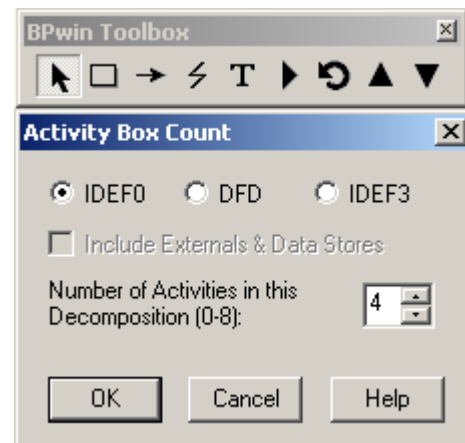 BPwin Toolbox
T
Activity Box Count
IDEF0 DFD IDEF3
Include Externals & Data Stores
Number of Activities in this
Decomposition (0-8):
4
OK Cancel Help